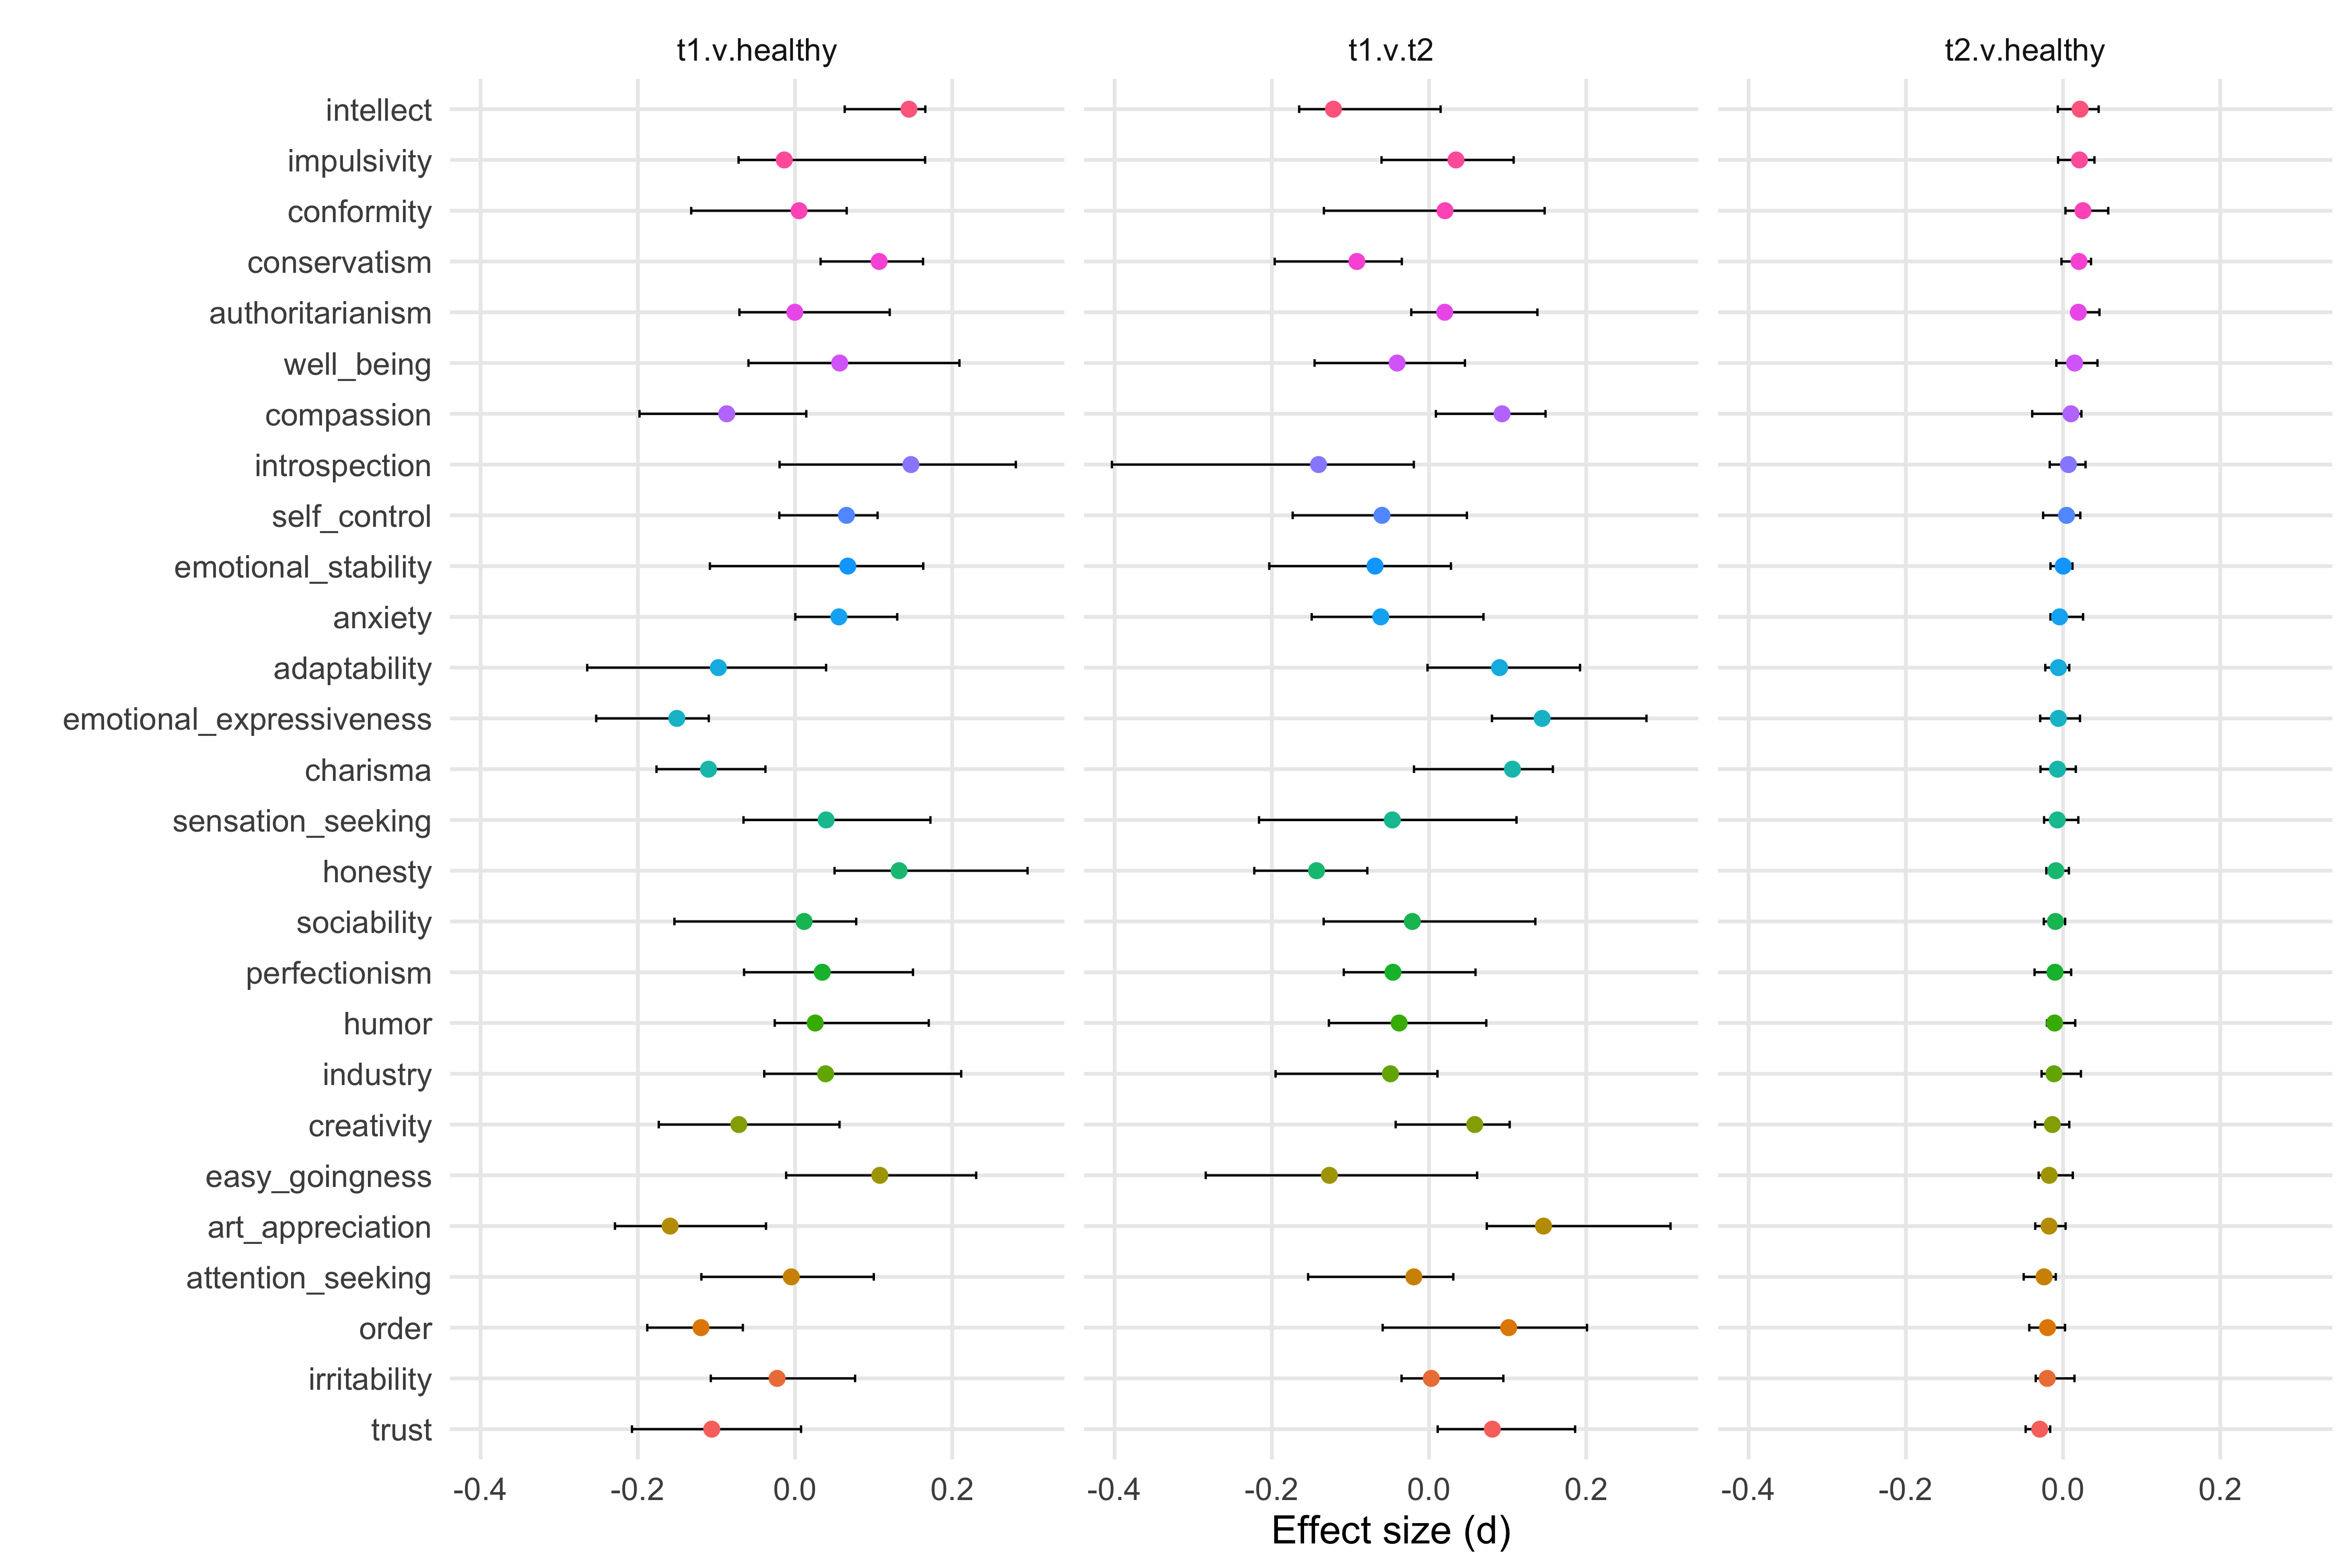 t1.v.healthy t1.v.t2 t2.v.healthy
intellect
impulsivity
conformity
conservatism
authoritarianism
well_being
compassion
introspection
self_control
emotional_stability
anxiety
adaptability
emotional_expressiveness
charisma
sensation_seeking
honesty
sociability
perfectionism
humor
industry
creativity
easy_goingness
art_appreciation
attention_seeking
order
irritability
trust
-0.4 -0.2 0.0 0.2 -0.4 -0.2 0.0 0.2 -0.4 -0.2 0.0 0.2
Effect size (d)